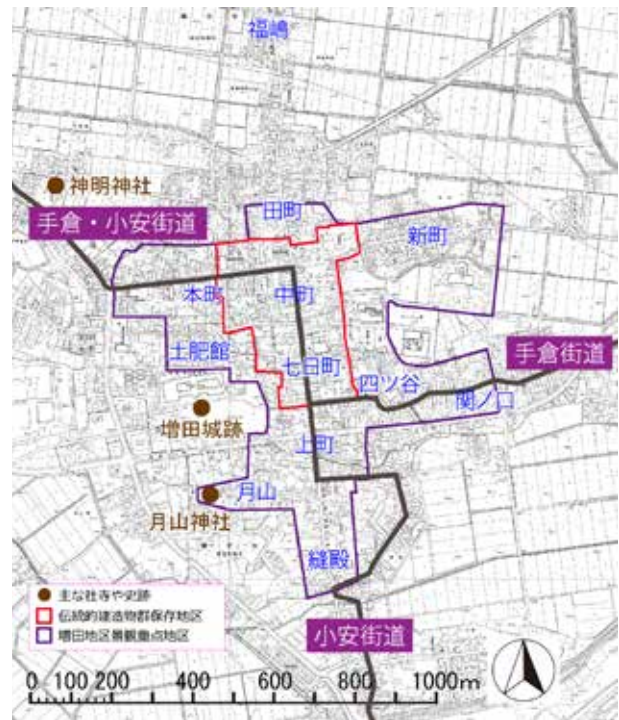 福嶋
神明神社
田町
手倉・小安街道
新町
本町
中町
土肥館
七日町
手倉街道
四ツ谷
関ノ口
増田城跡
上町
月山
月山神社
縫殿
主な社寺や史跡
伝統的建造物群保存地区
増田地区景観重点地区
小安街道
0 100 200 400 600 800 1000m